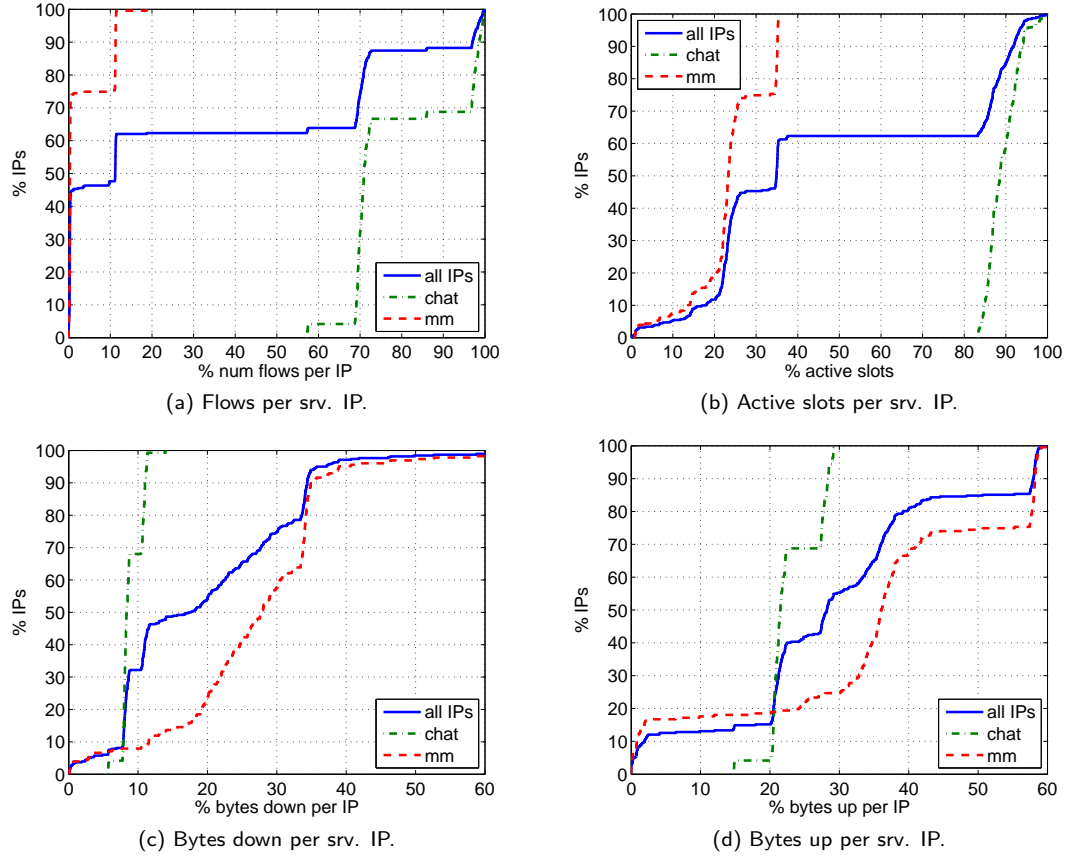 100
90
80
70
60
50
40
30
20
10
0
% IPs
all IPs
chat
mm
0 10 20 30 40 50 60 70 80 90 100
% num flows per IP
(a) Flows per srv. IP.
100
90
80
70
60
50
40
30
20
10
0
% IPs
all IPs
chat
mm
0 10 20 30 40 50 60 70 80 90 100
% active slots
(b) Active slots per srv. IP.
100
90
80
70
60
50
40
30
20
10
0
% IPs
all IPs
chat
mm
0 10 20 30 40 50 60
% bytes down per IP
(c) Bytes down per srv. IP.
100
90
80
70
60
50
40
30
20
10
0
% IPs
all IPs
chat
mm
0 10 20 30 40 50 60
% bytes up per IP
(d) Bytes up per srv. IP.